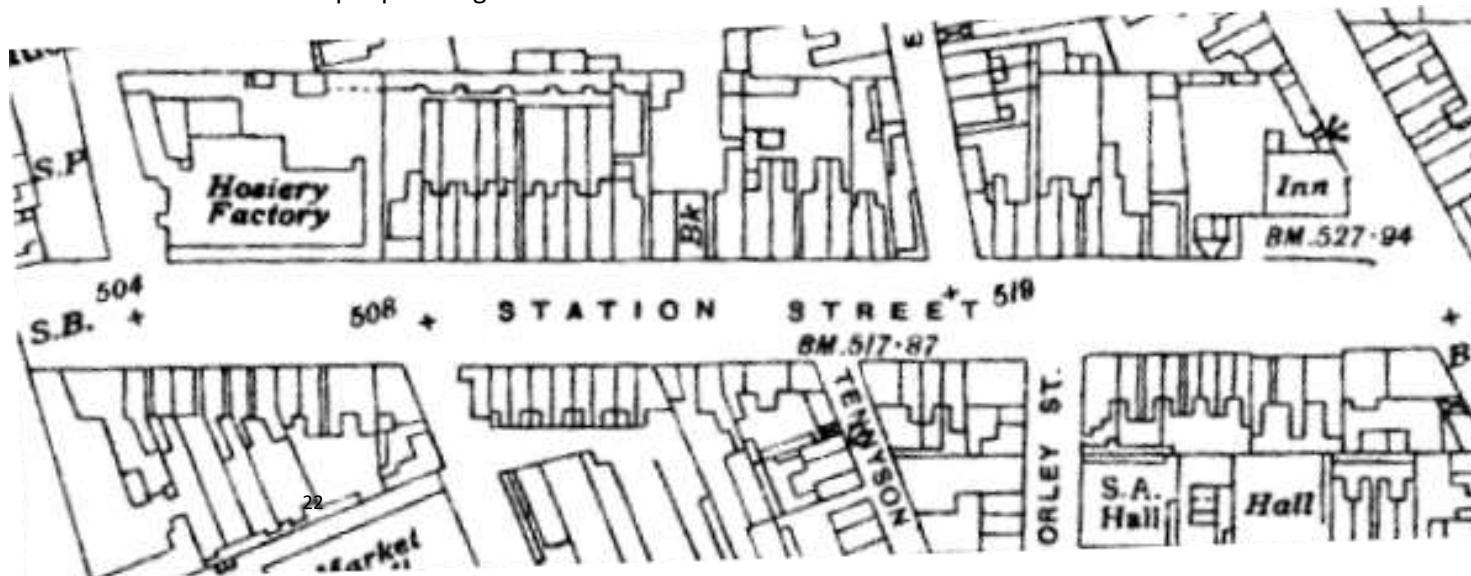 S.P
Hosiery
Factory
Bk
Inn
BM.527·94
504
S.B.
508
STATION STREET
519
BM.517·87
B
TENNYSON
ORLEY ST.
S.A.
Hall
Hall
22
Market